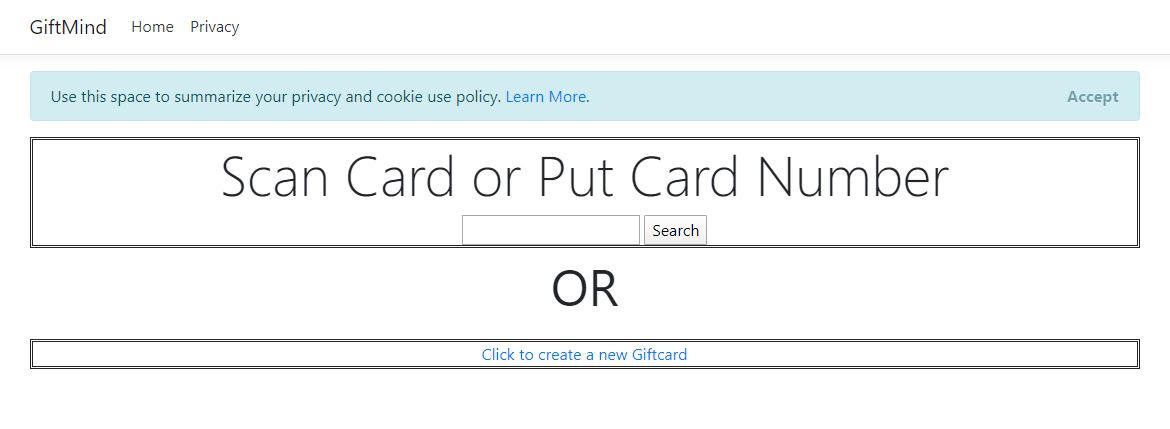 GiftMind Home Privacy
Use this space to summarize your privacy and cookie use policy. Learn More. Accept
Scan Card or Put Card Number
Search
OR
Click to create a new Giftcard